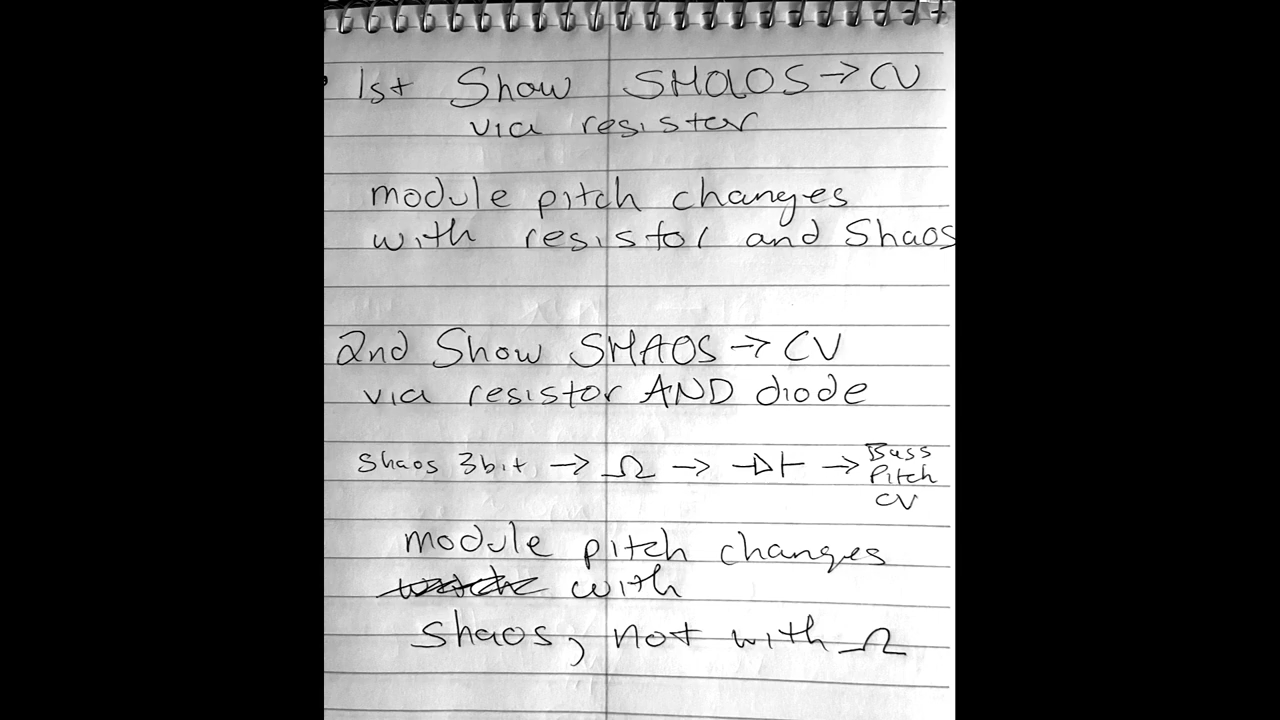 1st Show SHaOS → CV
via resistor
module pitch changes
with resistor and Shaos
2nd Show SHAOS → CV
via resistor AND diode
Shaos 3bit → Ω → → Bass Pitch CV
module pitch changes
with
Shaos, not with Ω